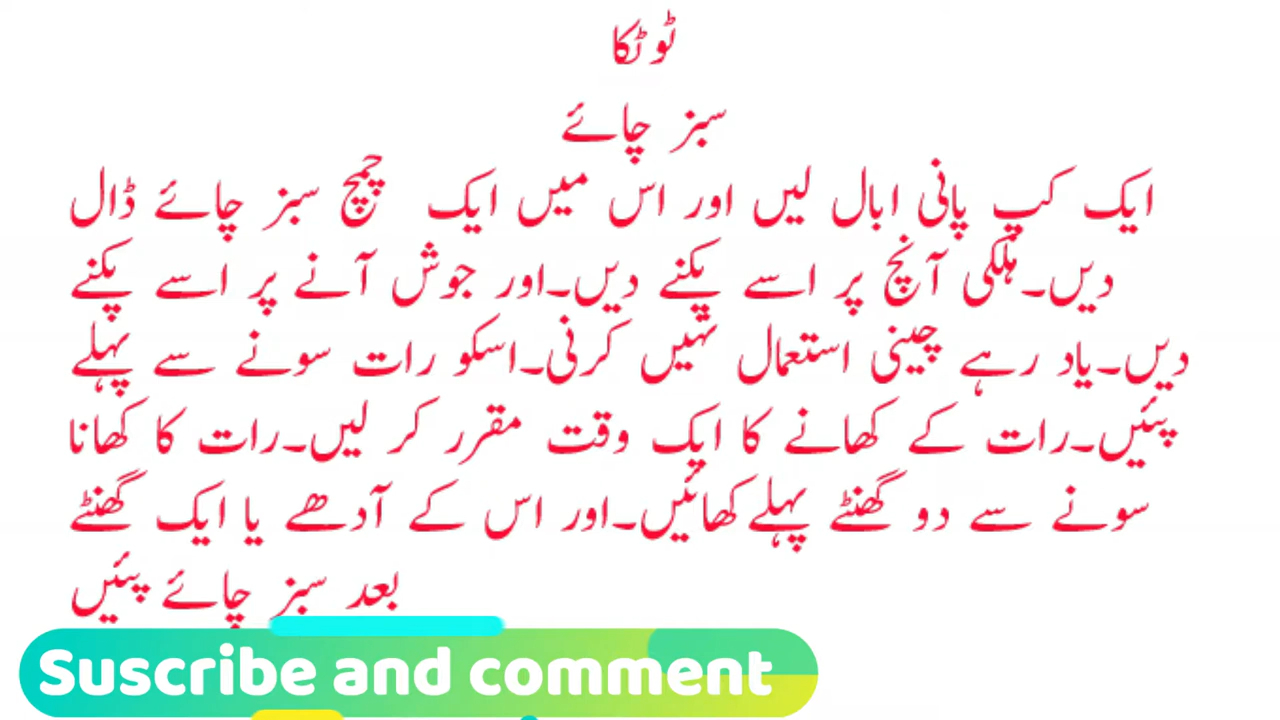 ٹوٹکا
سبز چائے
ایک کپ پانی ابال لیں اور اس میں ایک چمچ سبز چائے ڈال
دیں۔ہلکی آنچ پر اسے پکنے دیں۔اور جوش آنے پر اسے پکنے
دیں۔یاد رہے چینی استعمال نہیں کرنی۔اسکو رات سونے سے پہلے
پئیں۔رات کے کھانے کا ایک وقت مقرر کر لیں۔رات کا کھانا
سونے سے دو گھنٹے پہلے کھائیں۔اور اس کے آدھے یا ایک گھنٹے
بعد سبز چائے پئیں
Suscribe and comment